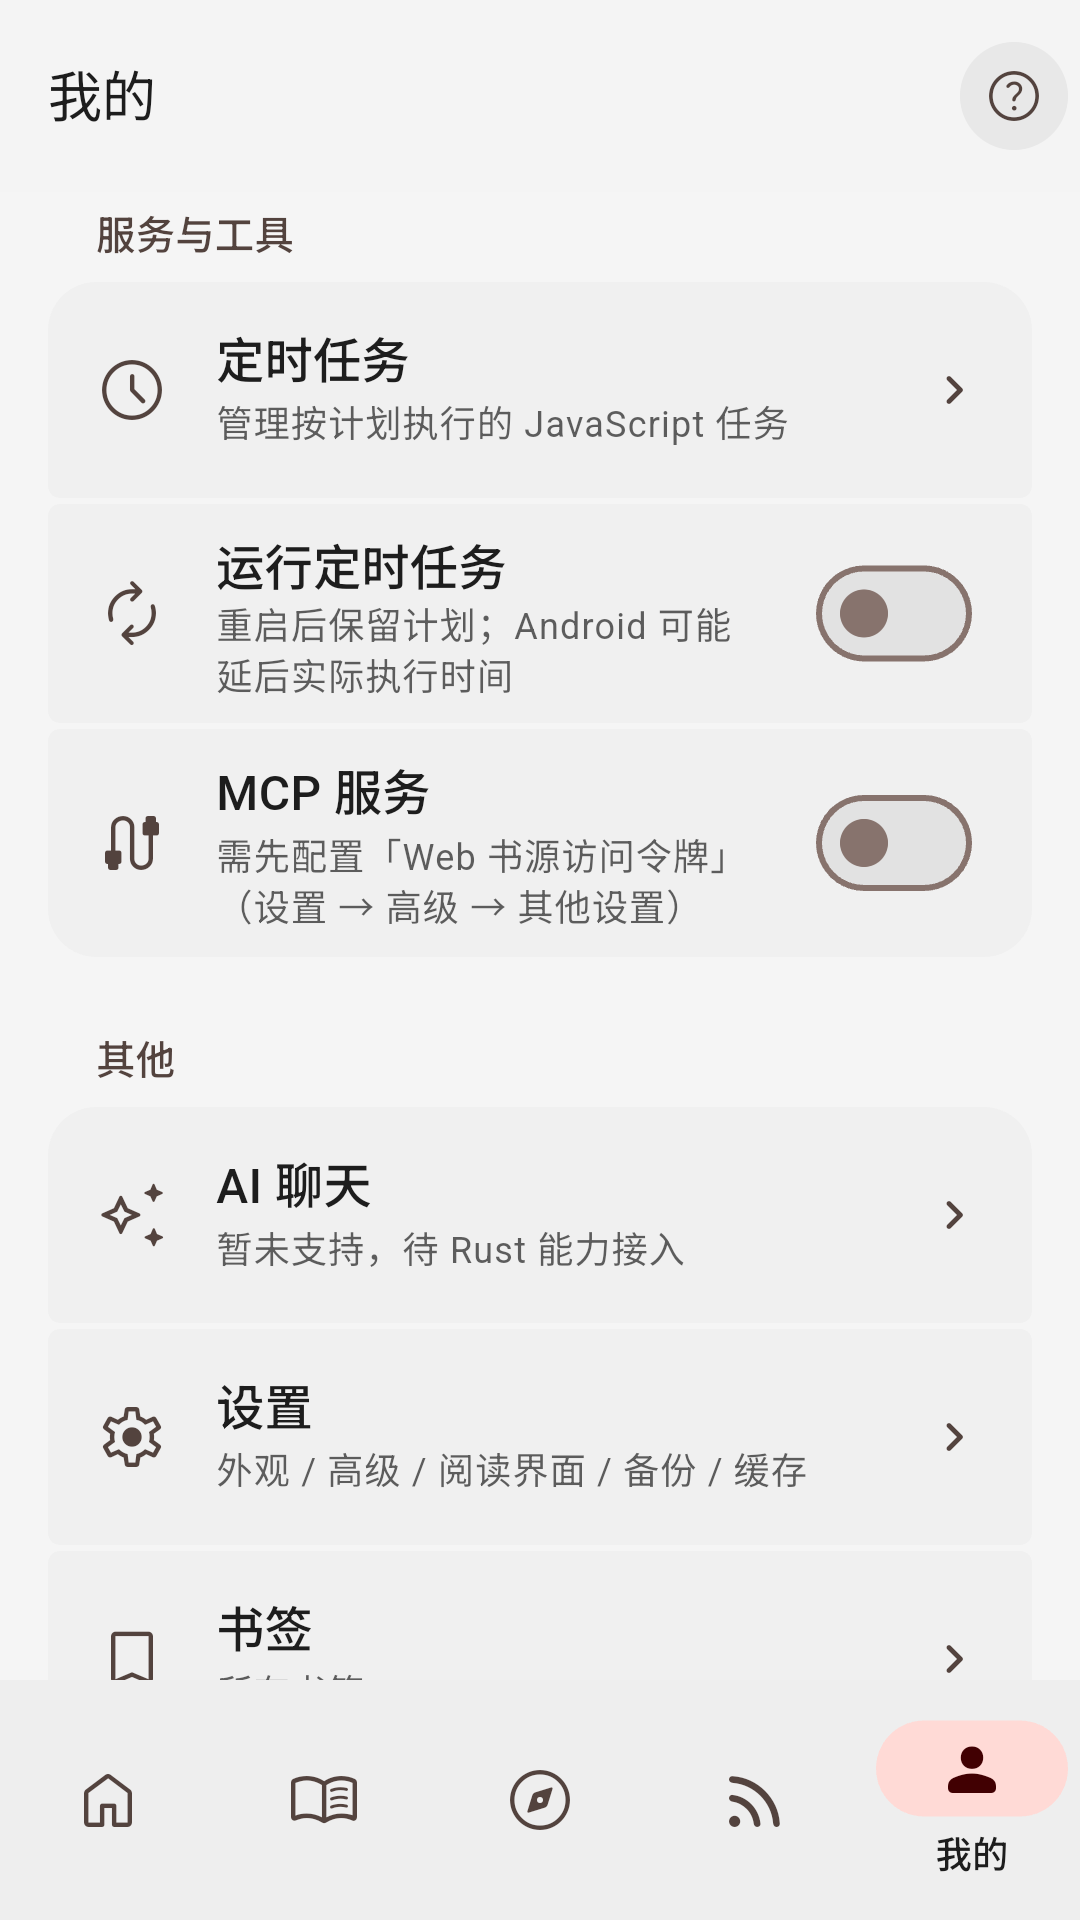 我的
服务与工具
定时任务
管理按计划执行的 JavaScript 任务
运行定时任务
重启后保留计划；Android 可能
延后实际执行时间
MCP 服务
需先配置「Web 书源访问令牌」
（设置 → 高级 → 其他设置）
其他
AI 聊天
暂未支持，待 Rust 能力接入
设置
外观 / 高级 / 阅读界面 / 备份 / 缓存
书签
我的